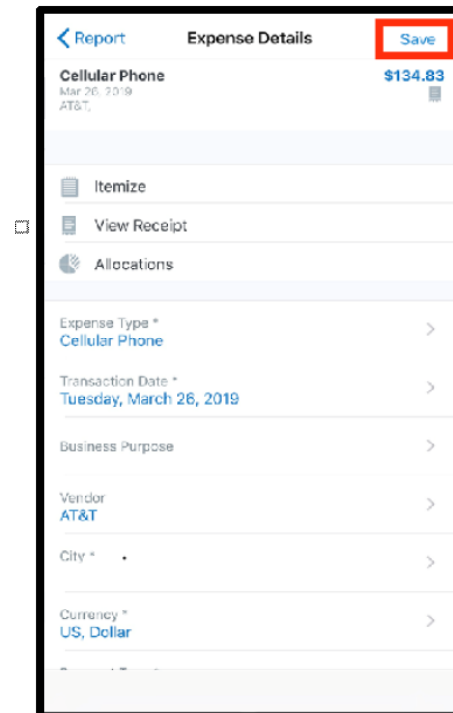 Report Expense Details Save
Cellular Phone $134.83
Mar 26, 2019
AT&T,
Itemize
View Receipt
Allocations
Expense Type *
Cellular Phone
Transaction Date *
Tuesday, March 26, 2019
Business Purpose
Vendor
AT&T
City *
Currency *
US, Dollar